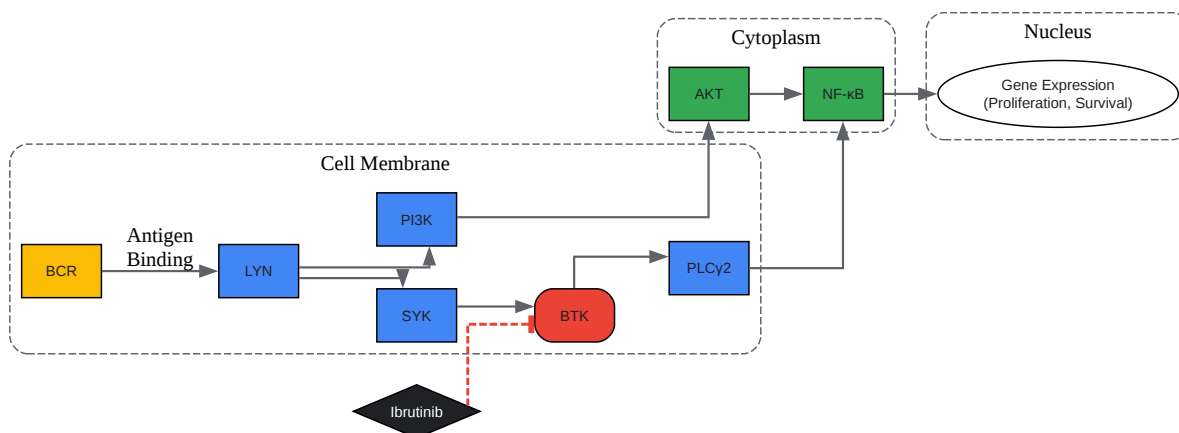 Cytoplasm
Nucleus
AKT
NF-κB
Gene Expression
(Proliferation, Survival)
Cell Membrane
PI3K
Antigen
Binding
BCR
LYN
PLCγ2
SYK
BTK
Ibrutinib